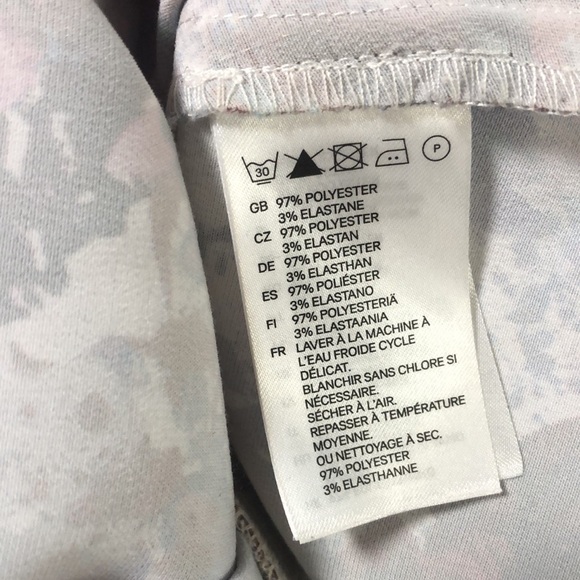 30 P
GB 97% POLYESTER
3% ELASTANE
CZ 97% POLYESTER
3% ELASTAN
DE 97% POLYESTER
3% ELASTHAN
ES 97% POLIÉSTER
3% ELASTANO
FI 97% POLYESTERIÄ
3% ELASTAANIA
FR LAVER À LA MACHINE À
L'EAU FROIDE CYCLE
DÉLICAT.
BLANCHIR SANS CHLORE SI
NÉCESSAIRE.
SÉCHER À L'AIR.
REPASSER À TEMPÉRATURE
MOYENNE.
OU NETTOYAGE À SEC.
97% POLYESTER
3% ELASTHANNE